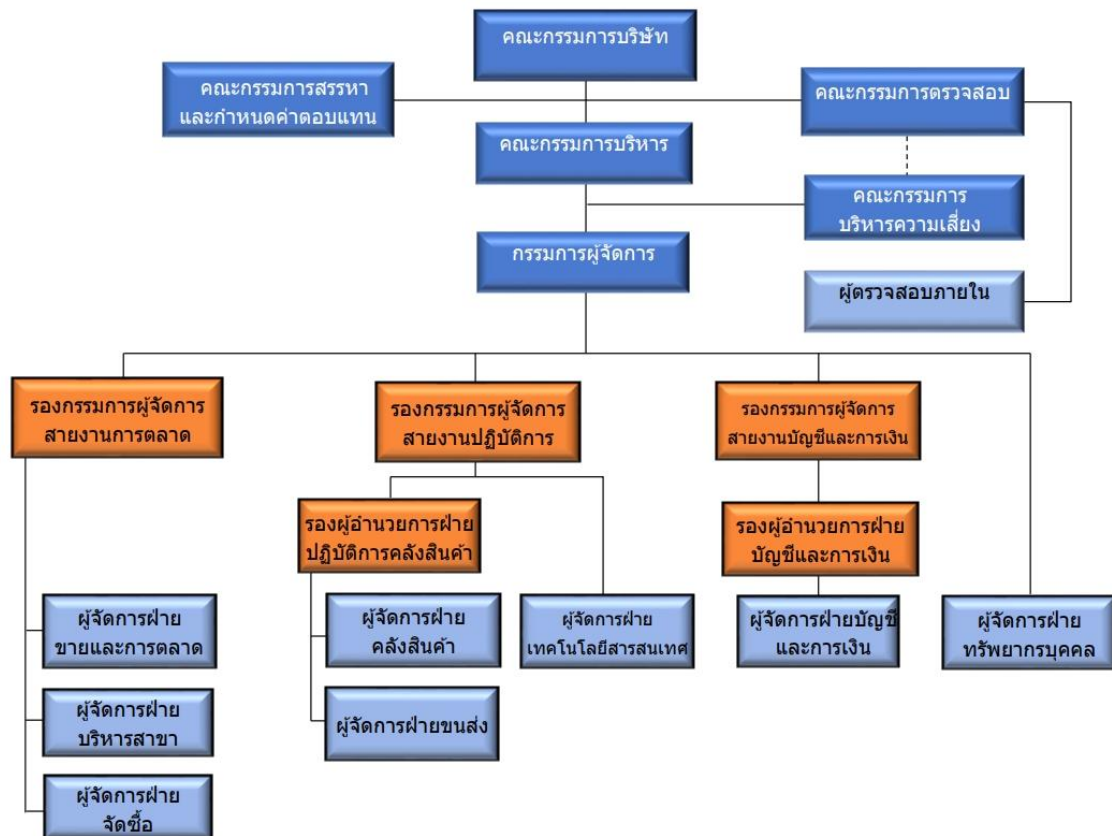 คณะกรรมการบริษัท
คณะกรรมการสรรหา
และกำหนดค่าตอบแทน
คณะกรรมการตรวจสอบ
คณะกรรมการบริหาร
คณะกรรมการ
บริหารความเสี่ยง
กรรมการผู้จัดการ
ผู้ตรวจสอบภายใน
รองกรรมการผู้จัดการ
สายงานการตลาด
รองกรรมการผู้จัดการ
สายงานปฏิบัติการ
รองกรรมการผู้จัดการ
สายงานบัญชีและการเงิน
รองผู้อำนวยการฝ่าย
ปฏิบัติการคลังสินค้า
รองผู้อำนวยการฝ่าย
บัญชีและการเงิน
ผู้จัดการฝ่าย
ขายและการตลาด
ผู้จัดการฝ่าย
คลังสินค้า
ผู้จัดการฝ่าย
เทคโนโลยีสารสนเทศ
ผู้จัดการฝ่ายบัญชี
และการเงิน
ผู้จัดการฝ่าย
ทรัพยากรบุคคล
ผู้จัดการฝ่าย
บริหารสาขา
ผู้จัดการฝ่ายขนส่ง
ผู้จัดการฝ่าย
จัดซื้อ